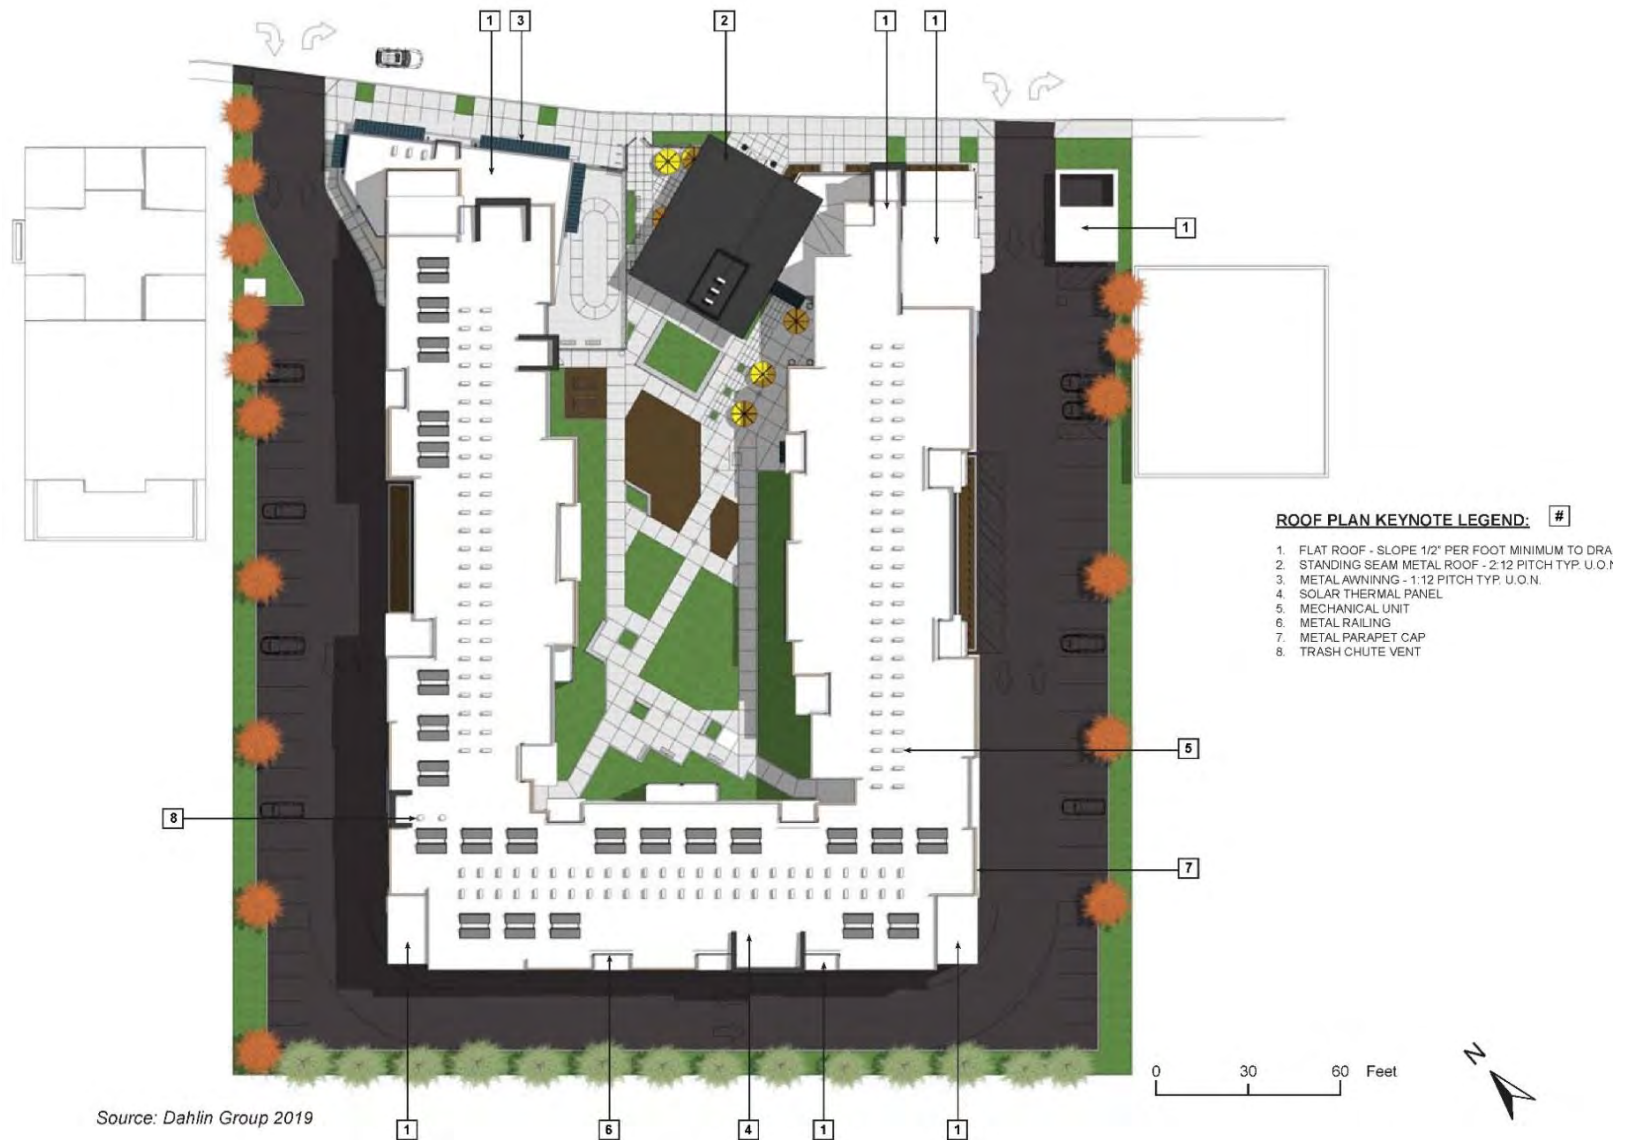 1 3 2 1 1
1
ROOF PLAN KEYNOTE LEGEND: #
1. FLAT ROOF - SLOPE 1/2" PER FOOT MINIMUM TO DRA
2. STANDING SEAM METAL ROOF - 2:12 PITCH TYP. U.O.N
3. METAL AWNINNG - 1:12 PITCH TYP. U.O.N.
4. SOLAR THERMAL PANEL
5. MECHANICAL UNIT
6. METAL RAILING
7. METAL PARAPET CAP
8. TRASH CHUTE VENT
5
8
7
N
0 30 60 Feet
Source: Dahlin Group 2019
1 6 4 1 1